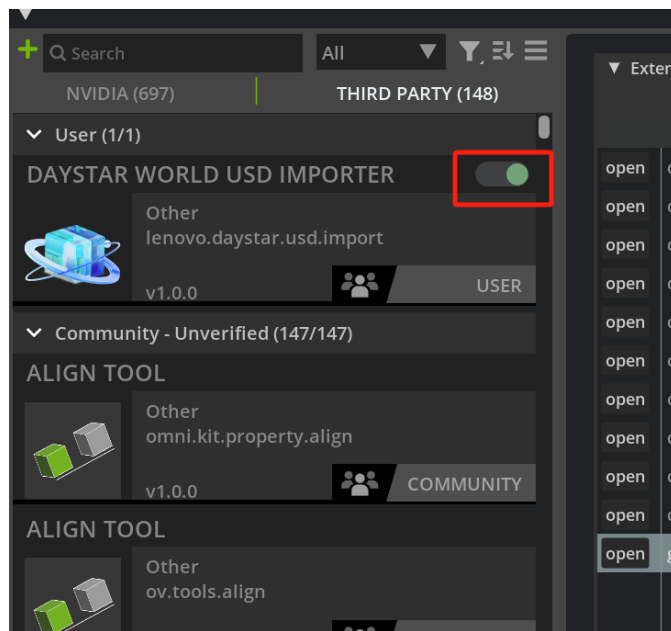 Search
All
NVIDIA (697)
THIRD PARTY (148)
User (1/1)
DAYSTAR WORLD USD IMPORTER
Other
lenovo.daystar.usd.import
v1.0.0
USER
Community - Unverified (147/147)
ALIGN TOOL
Other
omni.kit.property.align
v1.0.0
COMMUNITY
ALIGN TOOL
Other
ov.tools.align
open
open
open
open
open
open
open
open
open
open
open